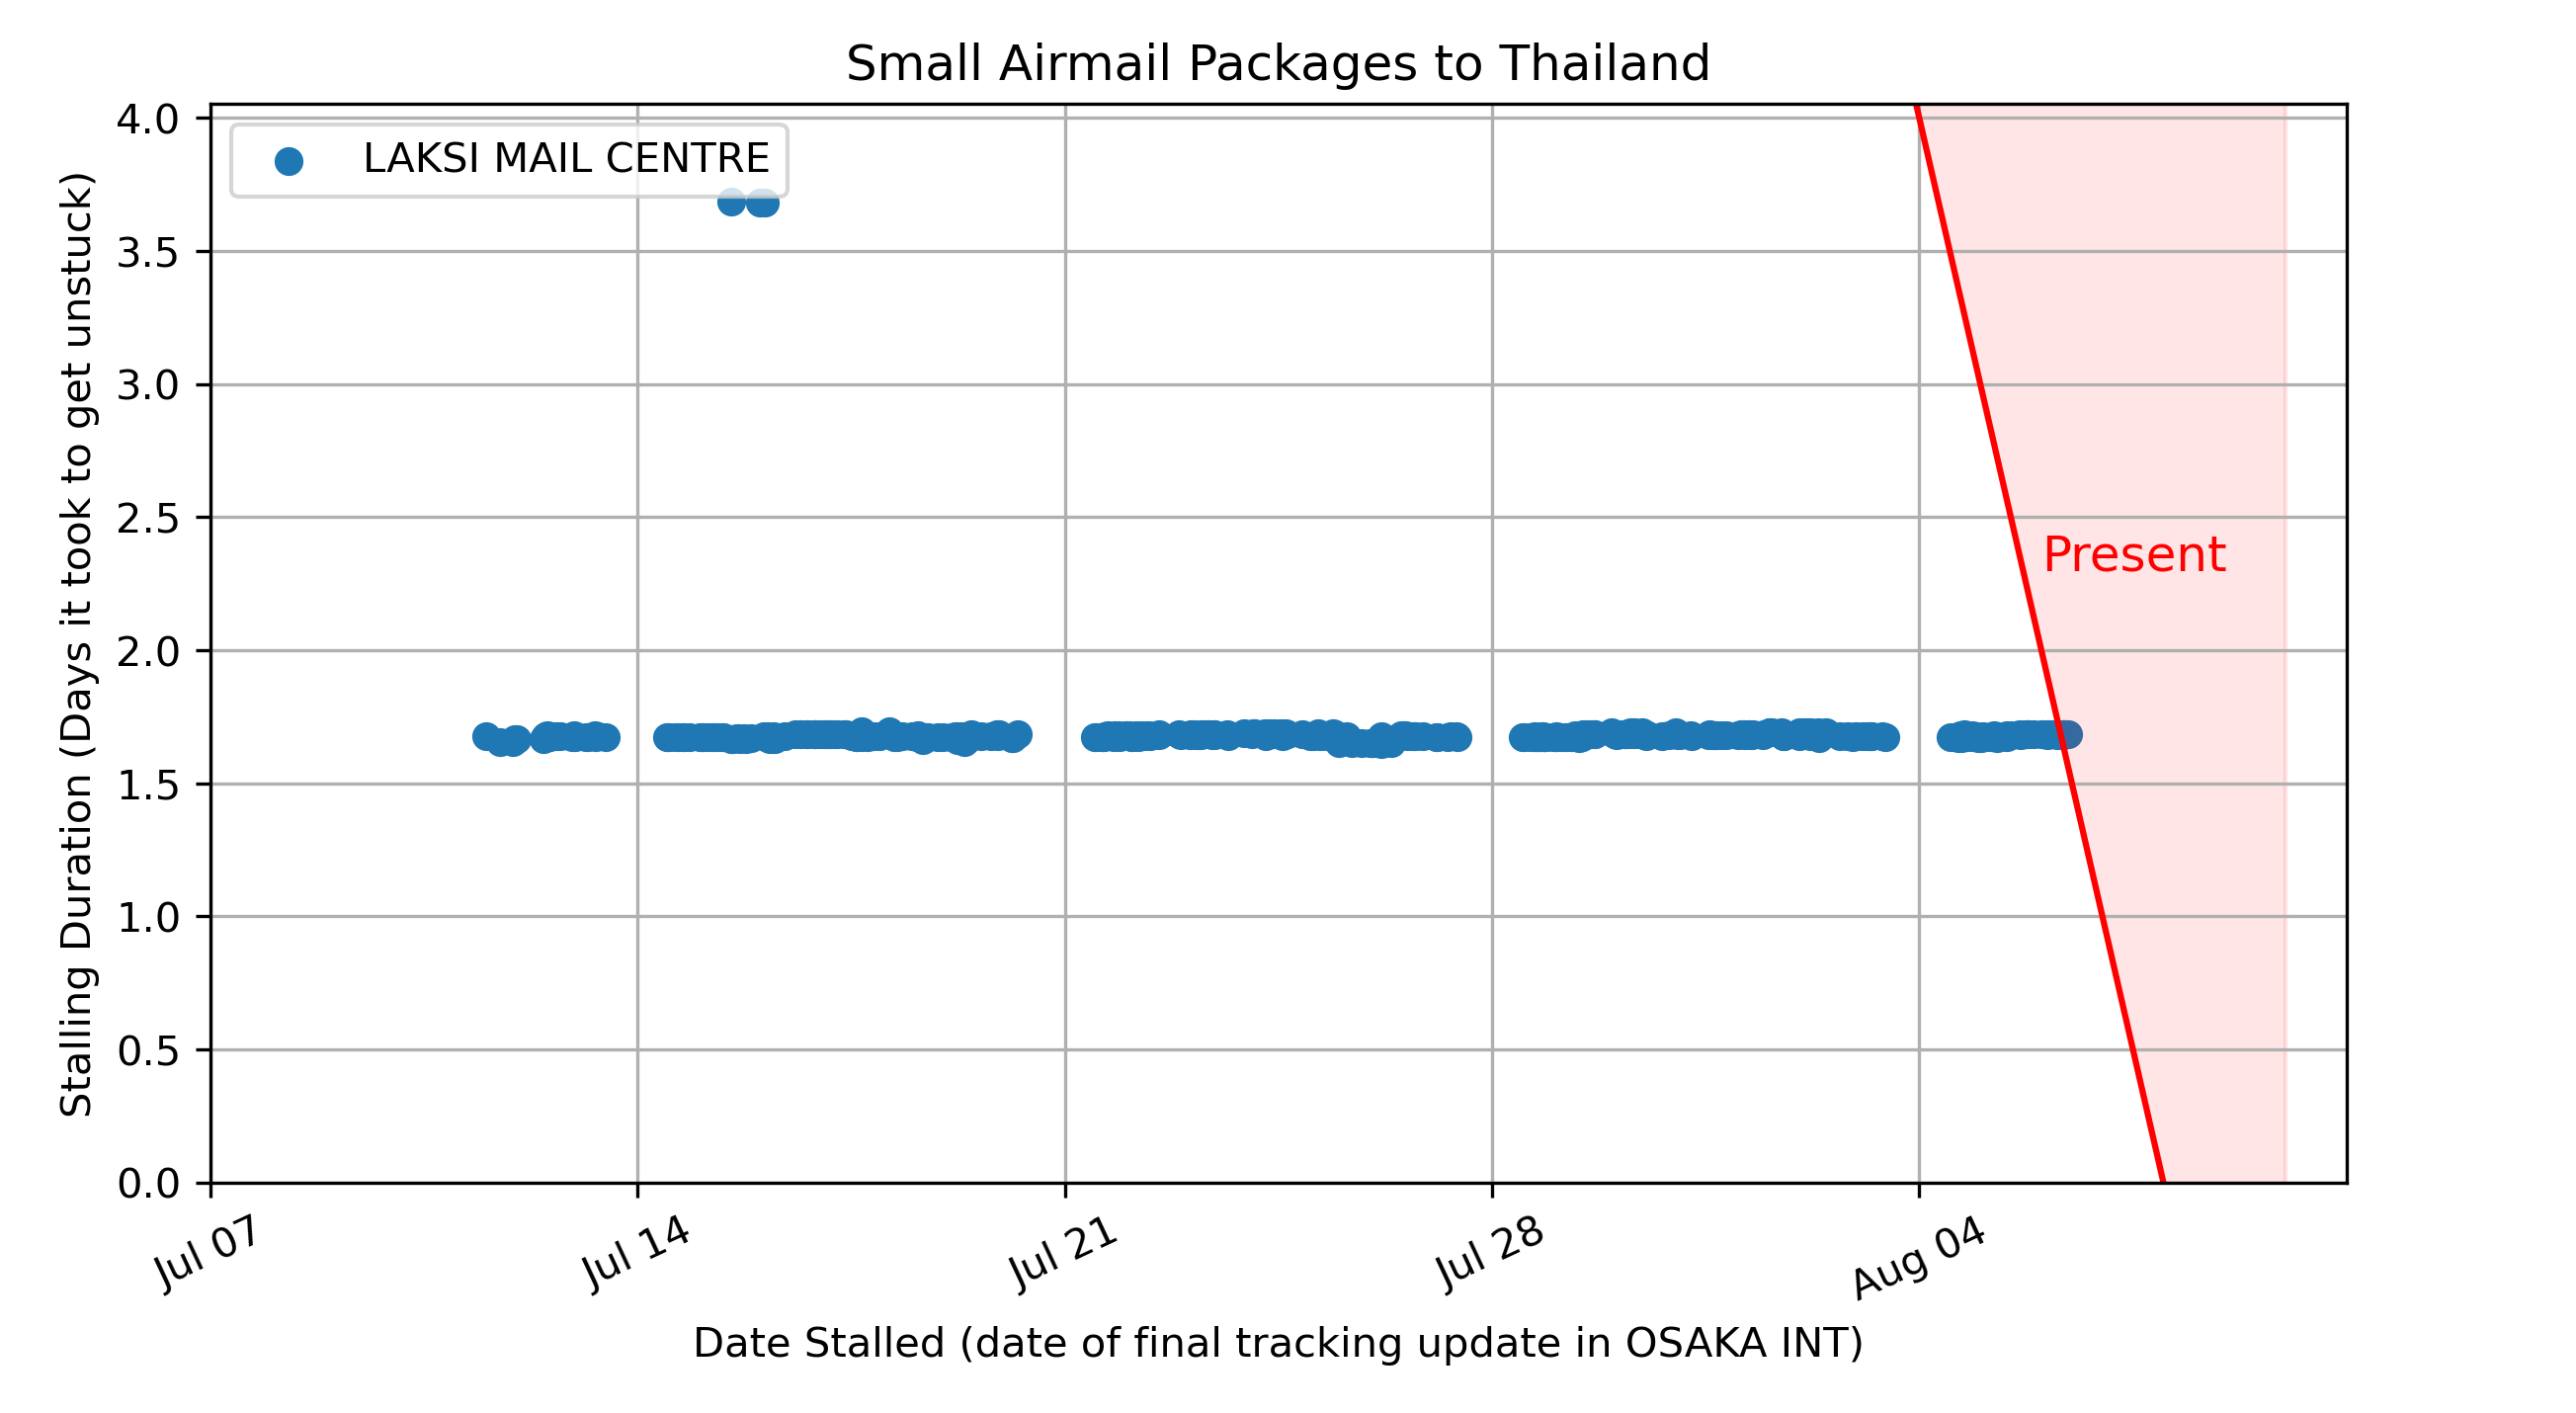 Small Airmail Packages to Thailand
LAKSI MAIL CENTRE
Stalling Duration (Days it took to get unstuck)
4.0
3.5
3.0
2.5
2.0
1.5
1.0
0.5
0.0
Present
Jul 07
Jul 14
Jul 21
Jul 28
Aug 04
Date Stalled (date of final tracking update in OSAKA INT)